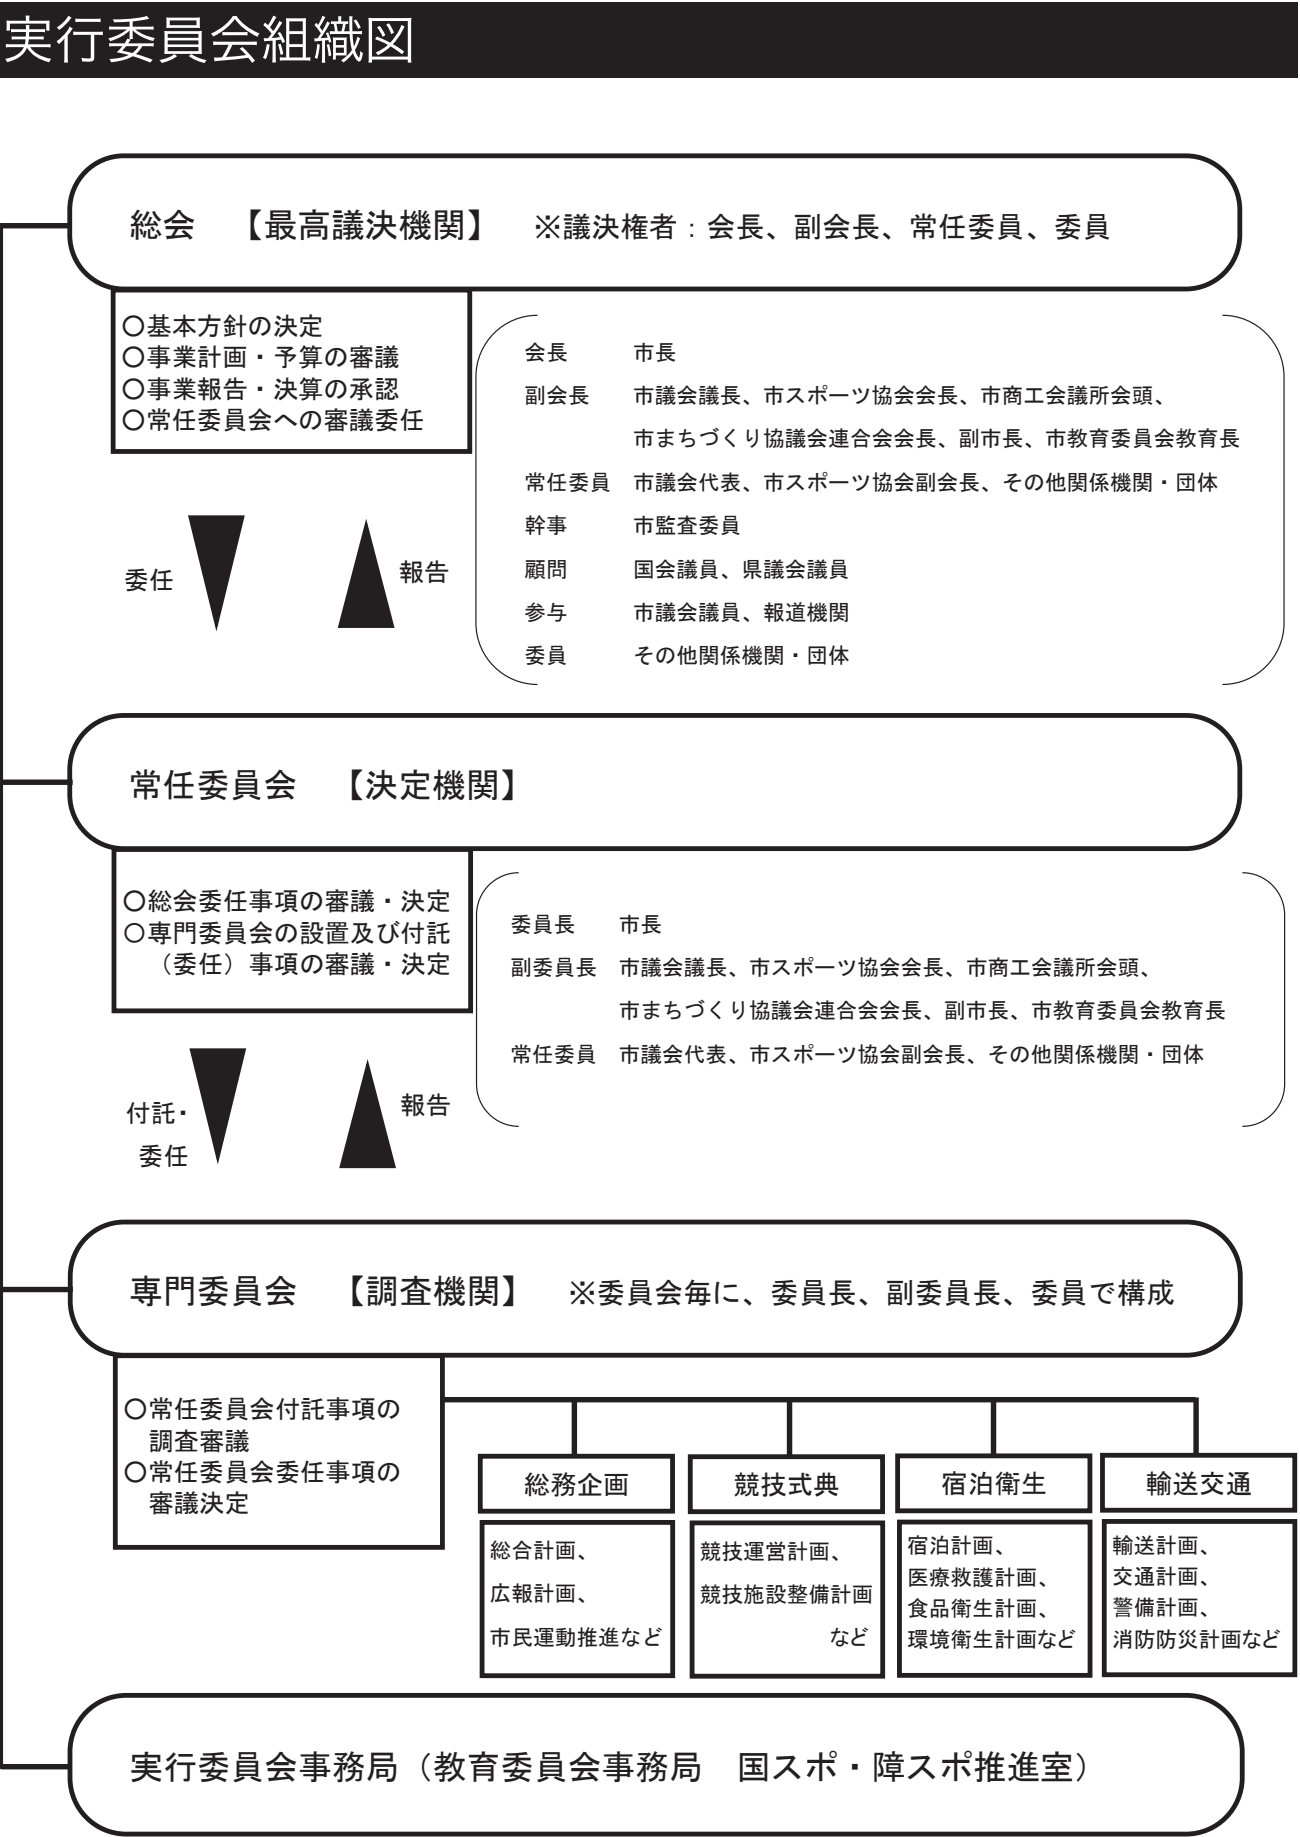 実行委員会組織図
総会　【最高議決機関】　※議決権者：会長、副会長、常任委員、委員
〇基本方針の決定
〇事業計画・予算の審議
〇事業報告・決算の承認
〇常任委員会への審議委任
会長　市長
副会長　市議会議長、市スポーツ協会会長、市商工会議所会頭、
市まちづくり協議会連合会会長、副市長、市教育委員会教育長
常任委員　市議会代表、市スポーツ協会副会長、その他関係機関・団体
幹事　市監査委員
顧問　国会議員、県議会議員
参与　市議会議員、報道機関
委員　その他関係機関・団体
委任
報告
常任委員会　【決定機関】
〇総会委任事項の審議・決定
〇専門委員会の設置及び付託
（委任）事項の審議・決定
委員長　市長
副委員長　市議会議長、市スポーツ協会会長、市商工会議所会頭、
市まちづくり協議会連合会会長、副市長、市教育委員会教育長
常任委員　市議会代表、市スポーツ協会副会長、その他関係機関・団体
付託・
委任
報告
専門委員会　【調査機関】　※委員会毎に、委員長、副委員長、委員で構成
〇常任委員会付託事項の
調査審議
〇常任委員会委任事項の
審議決定
総務企画
総合計画、
広報計画、
市民運動推進など
競技式典
競技運営計画、
競技施設整備計画
など
宿泊衛生
宿泊計画、
医療救護計画、
食品衛生計画、
環境衛生計画など
輸送交通
輸送計画、
交通計画、
警備計画、
消防防災計画など
実行委員会事務局（教育委員会事務局　国スポ・障スポ推進室）